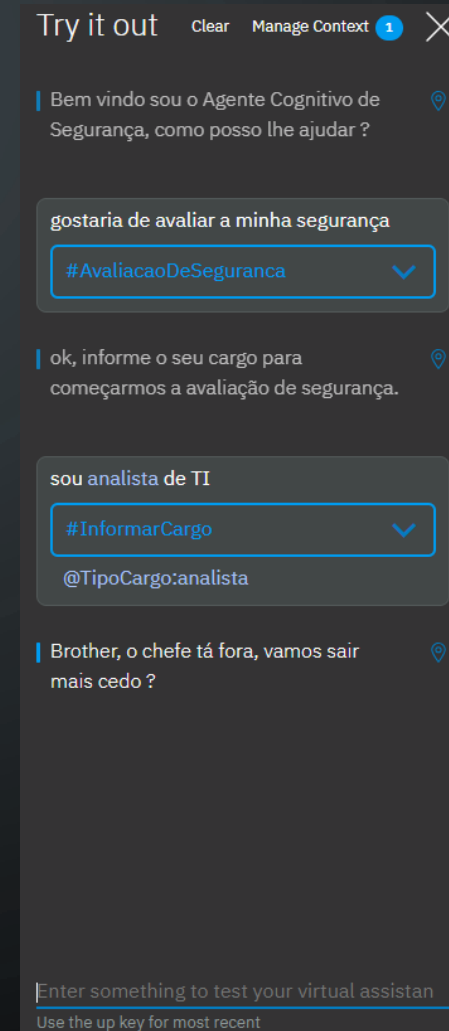 Try it out Clear Manage Context 1
Bem vindo sou o Agente Cognitivo de
Segurança, como posso lhe ajudar ?
gostaria de avaliar a minha segurança
#AvaliacaoDeSeguranca
ok, informe o seu cargo para
começarmos a avaliação de segurança.
sou analista de TI
#InformarCargo
@TipoCargo:analista
Brother, o chefe tá fora, vamos sair
mais cedo ?
Enter something to test your virtual assistan
Use the up key for most recent